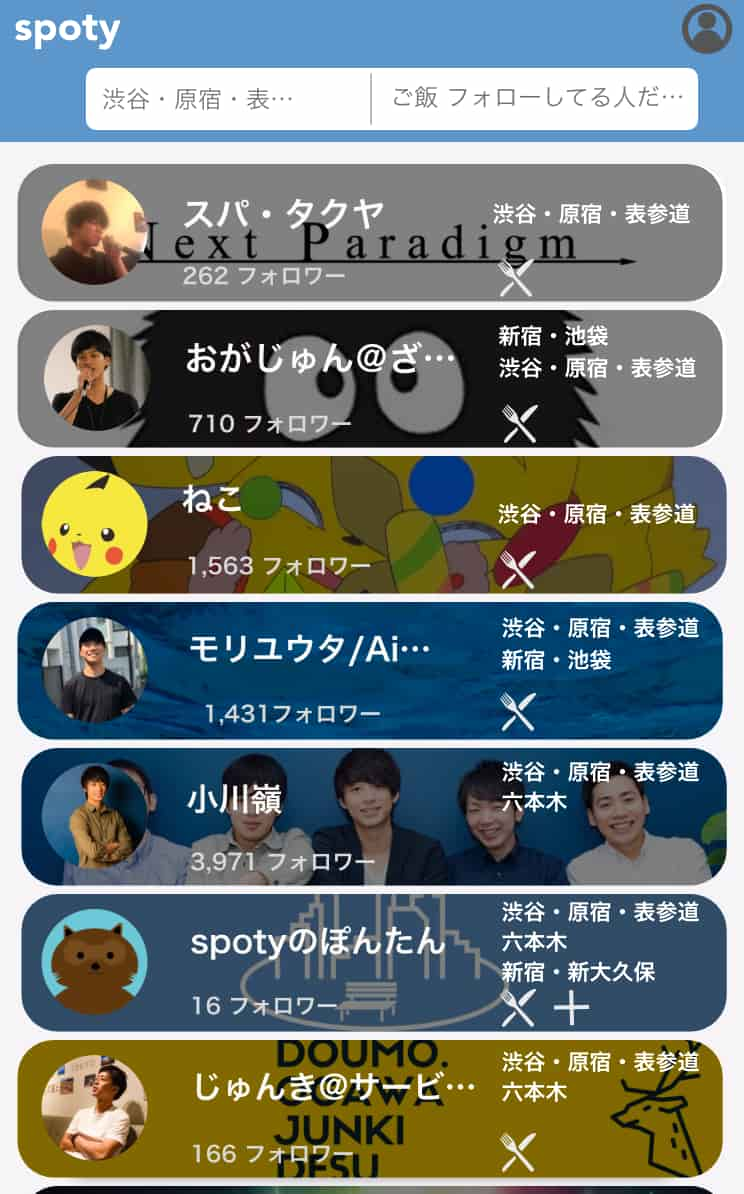 spoty
渋谷・原宿・表…
ご飯 フォローしてる人だ…
スパ・タクヤ
渋谷・原宿・表参道
Next Paradigm
262 フォロワー
新宿・池袋
おがじゅん@ざ…
渋谷・原宿・表参道
710 フォロワー
ねこ
渋谷・原宿・表参道
1,563 フォロワー
渋谷・原宿・表参道
モリユウタ/Ai…
新宿・池袋
1,431フォロワー
渋谷・原宿・表参道
小川嶺
六本木
3,971 フォロワー
渋谷・原宿・表参道
spotyのぽんたん
六本木
新宿・新大久保
16 フォロワー
DOUMO.
渋谷・原宿・表参道
じゅんき@サービ…
六本木
OGAWA
JUNKI
166 フォロワー
DESU